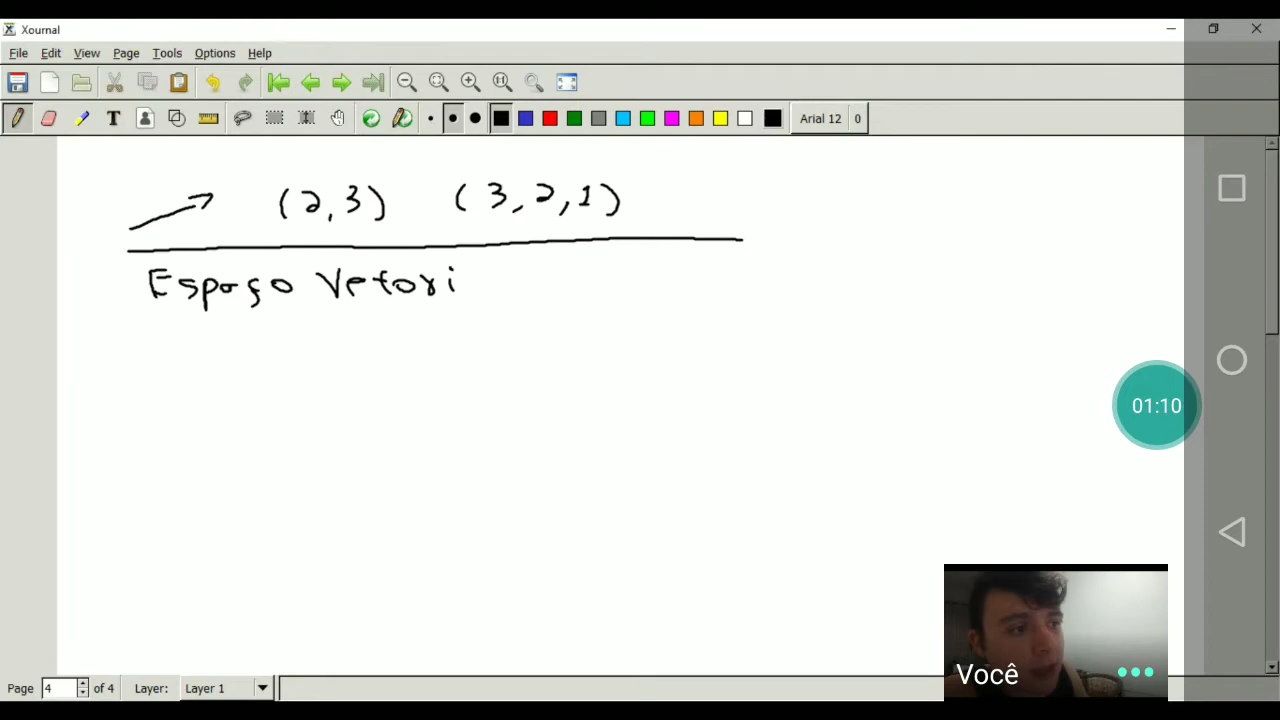 Xournal
File Edit View Page Tools Options Help
Arial 12 0
(2,3) (3,2,1)
Espaço Vetori
01:10
Você
Page 4 of 4 Layer: Layer 1